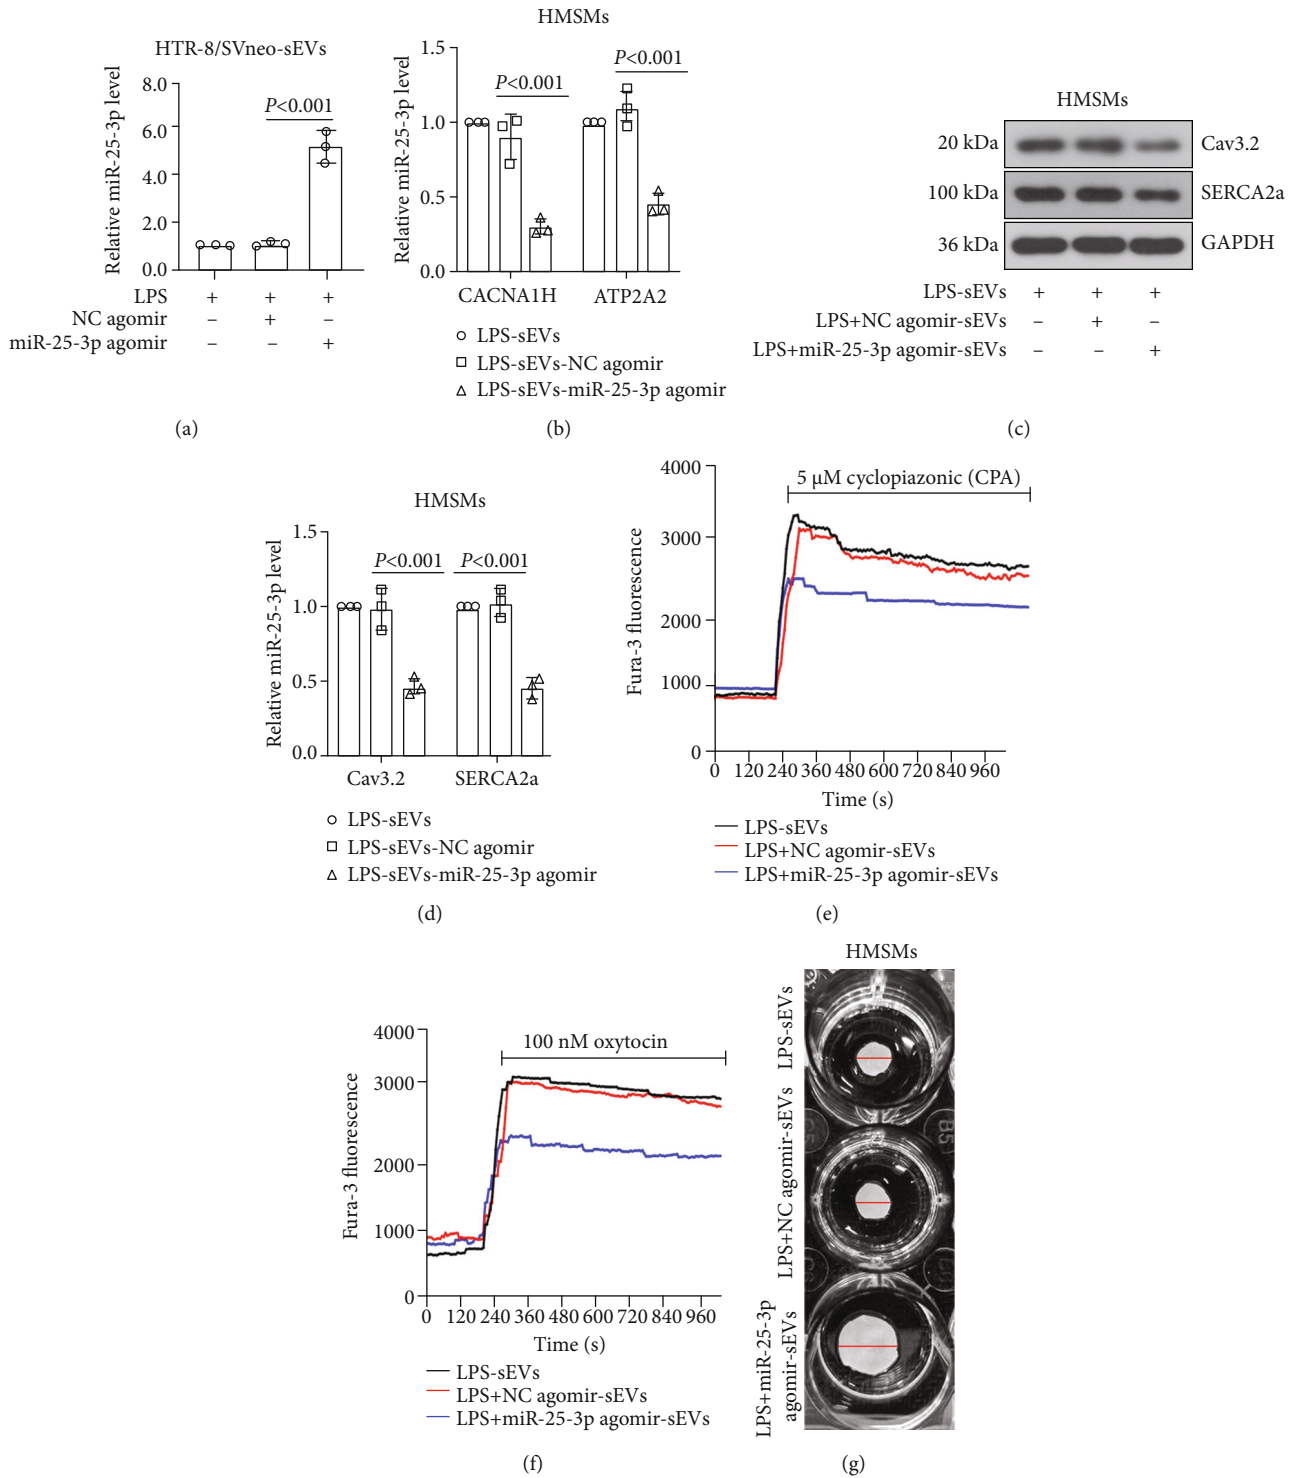 HTR-8/SVneo-sEVs
Relative miR-25-3p level
8.0
6.0
4.0
2.0
0.0
P<0.001
LPS + + +
NC agomir – + –
miR-25-3p agomir – – +
(a)
HMSMs
Relative miR-25-3p level
1.5
1.0
0.5
0.0
P<0.001
P<0.001
CACNA1H ATP2A2
LPS-sEVs
LPS-sEVs-NC agomir
LPS-sEVs-miR-25-3p agomir
(b)
HMSMs
20 kDa Cav3.2
100 kDa SERCA2a
36 kDa GAPDH
LPS-sEVs + + +
LPS+NC agomir-sEVs – + –
LPS+miR-25-3p agomir-sEVs – – +
(c)
HMSMs
Relative miR-25-3p level
1.5
1.0
0.5
0.0
P<0.001 P<0.001
Cav3.2 SERCA2a
LPS-sEVs
LPS-sEVs-NC agomir
LPS-sEVs-miR-25-3p agomir
(d)
Fura-3 fluorescence
4000
3000
2000
1000
0
5 μM cyclopiazonic (CPA)
0 120 240 360 480 600 720 840 960
Time (s)
LPS-sEVs
LPS+NC agomir-sEVs
LPS+miR-25-3p agomir-sEVs
(e)
Fura-3 fluorescence
4000
3000
2000
1000
0
100 nM oxytocin
0 120 240 360 480 600 720 840 960
Time (s)
LPS-sEVs
LPS+NC agomir-sEVs
LPS+miR-25-3p agomir-sEVs
(f)
HMSMs
LPS-sEVs
LPS+NC agomir-sEVs
LPS+miR-25-3p
agomir-sEVs
B5
(g)